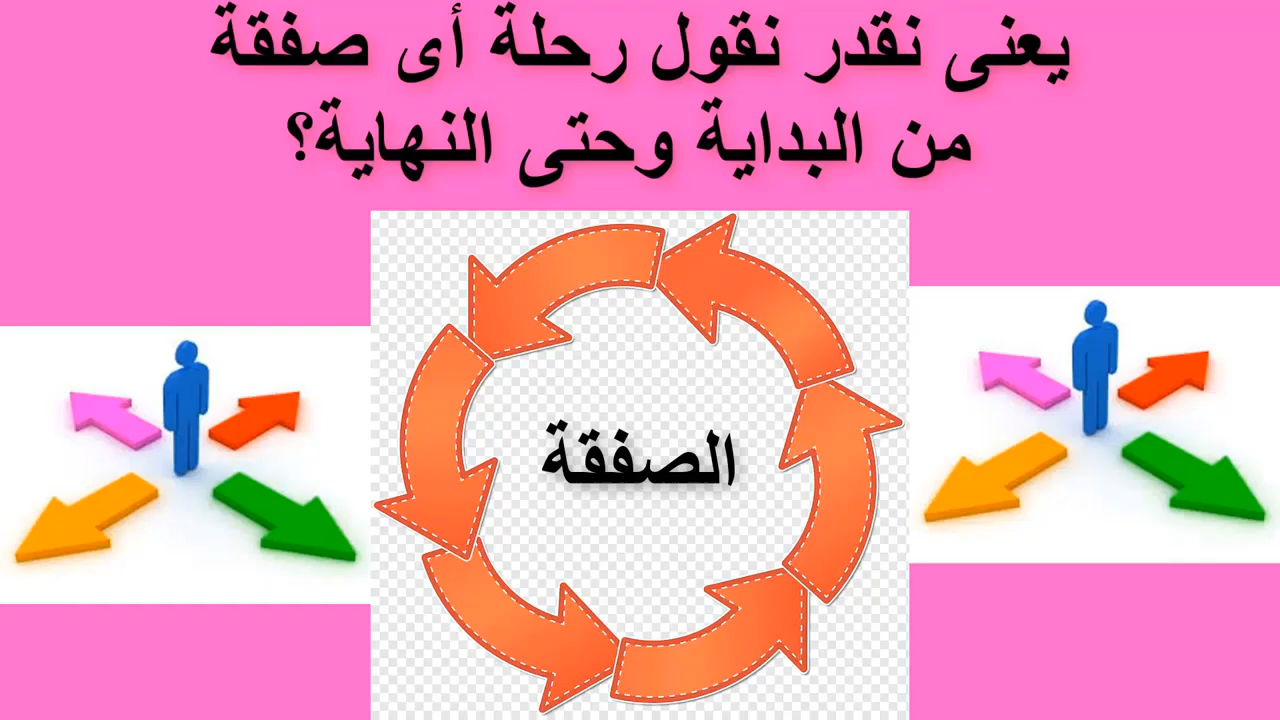 يعنى نقدر نقول رحلة أى صفقة
من البداية وحتى النهاية؟
الصفقة